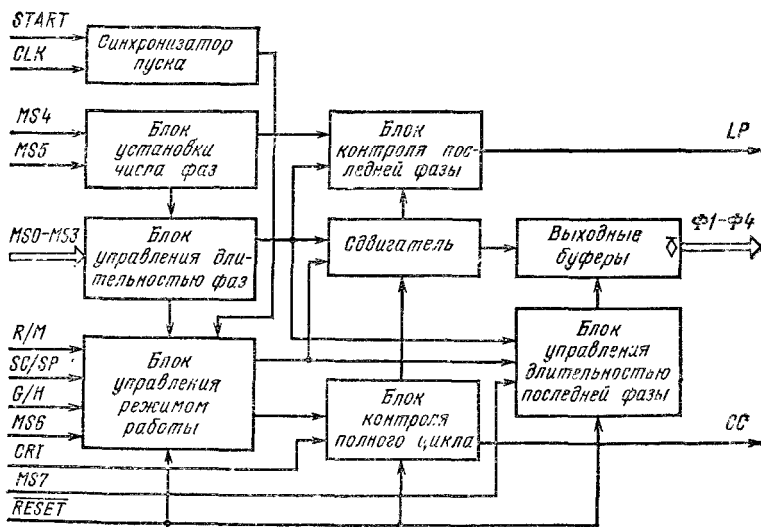 START
CLK
Синхронизатор
пуска
MS4
MS5
Блок
установки
числа фаз
Блок
контроля пос-
ледней фазы
LP
MS0-MS3
Блок
управления дли-
тельностью фаз
Сдвигатель
Выходные
буферы
Ф1-Ф4
R/M
SC/SP
G/H
MS6
CRI
MS7
RESET
Блок
управления
режимом
работы
Блок
контроля
полного цикла
Блок
управления
длительностью
последней фазы
CC